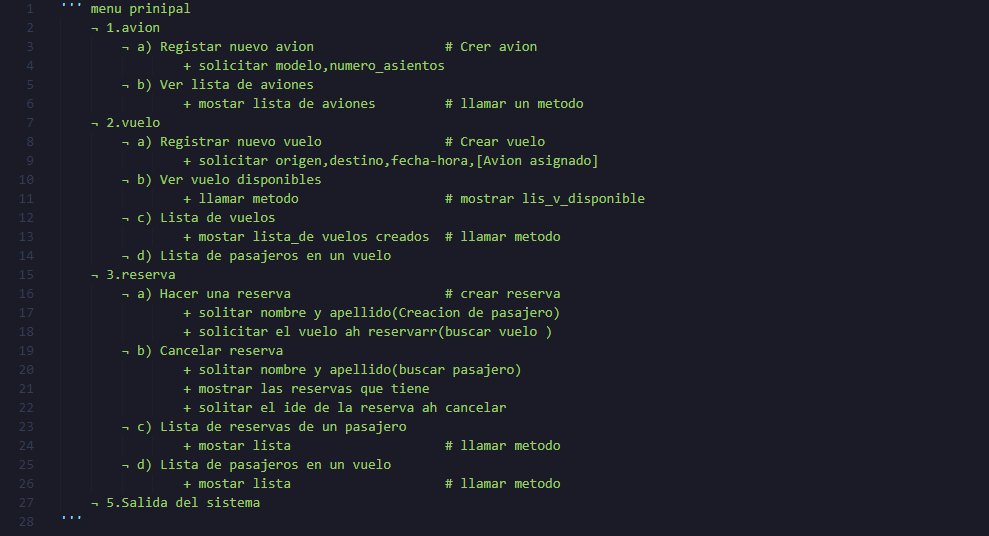 1 ''' menu prinipal
2 ¬ 1.avion
3 ¬ a) Registar nuevo avion # Crer avion
4 + solicitar modelo,numero_asientos
5 ¬ b) Ver lista de aviones
6 + mostar lista de aviones # llamar un metodo
7 ¬ 2.vuelo
8 ¬ a) Registrar nuevo vuelo # Crear vuelo
9 + solicitar origen,destino,fecha-hora,[Avion asignado]
10 ¬ b) Ver vuelo disponibles
11 + llamar metodo # mostrar lis_v_disponible
12 ¬ c) Lista de vuelos
13 + mostar lista_de vuelos creados # llamar metodo
14 ¬ d) Lista de pasajeros en un vuelo
15 ¬ 3.reserva
16 ¬ a) Hacer una reserva # crear reserva
17 + solitar nombre y apellido(Creacion de pasajero)
18 + solicitar el vuelo ah reservarr(buscar vuelo )
19 ¬ b) Cancelar reserva
20 + solitar nombre y apellido(buscar pasajero)
21 + mostrar las reservas que tiene
22 + solitar el ide de la reserva ah cancelar
23 ¬ c) Lista de reservas de un pasajero
24 + mostar lista # llamar metodo
25 ¬ d) Lista de pasajeros en un vuelo
26 + mostar lista # llamar metodo
27 ¬ 5.Salida del sistema
28 '''